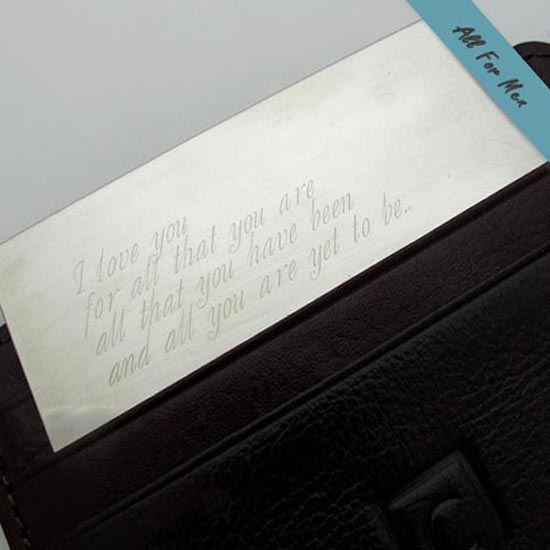 All For Men
I love you
for all that you are
all that you have been
and all you are yet to be..